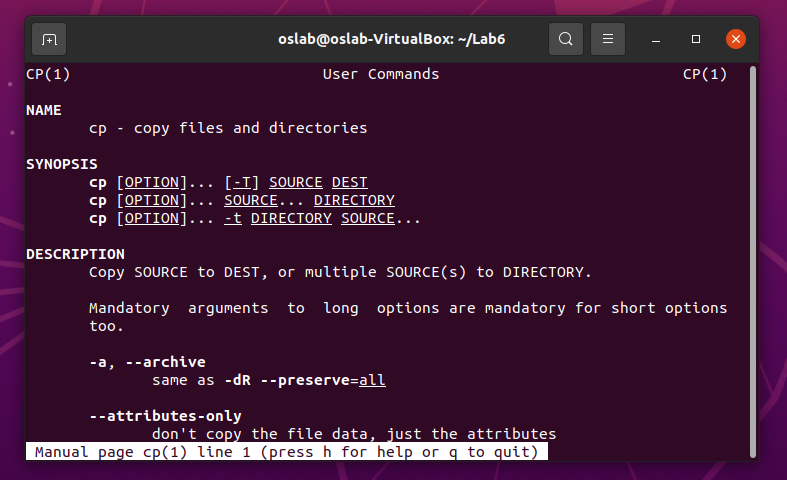 oslab@oslab-VirtualBox: ~/Lab6
CP(1) User Commands CP(1)
NAME
cp - copy files and directories
SYNOPSIS
cp [OPTION]... [-T] SOURCE DEST
cp [OPTION]... SOURCE... DIRECTORY
cp [OPTION]... -t DIRECTORY SOURCE...
DESCRIPTION
Copy SOURCE to DEST, or multiple SOURCE(s) to DIRECTORY.
Mandatory  arguments  to  long  options are mandatory for short options
too.
-a, --archive
same as -dR --preserve=all
--attributes-only
don't copy the file data, just the attributes
Manual page cp(1) line 1 (press h for help or q to quit)